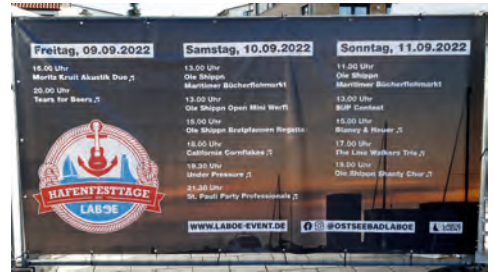 Freitag, 09.09.2022
16.00 Uhr
Moritz Kruit Akustik Duo ♫
20.00 Uhr
Tears for Beers ♫
HAFENFESTTAGE
LABOE
Samstag, 10.09.2022
13.00 Uhr
Ole Shippn
Maritimer Bücherflohmarkt
13.00 Uhr
Ole Shippn Open Mini Werft
15.00 Uhr
Ole Shippn Bratpfannen Regatta
18.00 Uhr
California Cornflakes ♫
19.30 Uhr
Under Pressure ♫
21.30 Uhr
St. Pauli Party Professionals ♫
Sonntag, 11.09.2022
11.00 Uhr
Ole Shippn
Maritimer Bücherflohmarkt
13.00 Uhr
SUP Contest
15.00 Uhr
Blaney & Heuer ♫
17.00 Uhr
The Line Walkers Trio ♫
19.00 Uhr
Ole Shippn Shanty Chor ♫
WWW.LABOE-EVENT.DE
@OSTSEEBADLABOE